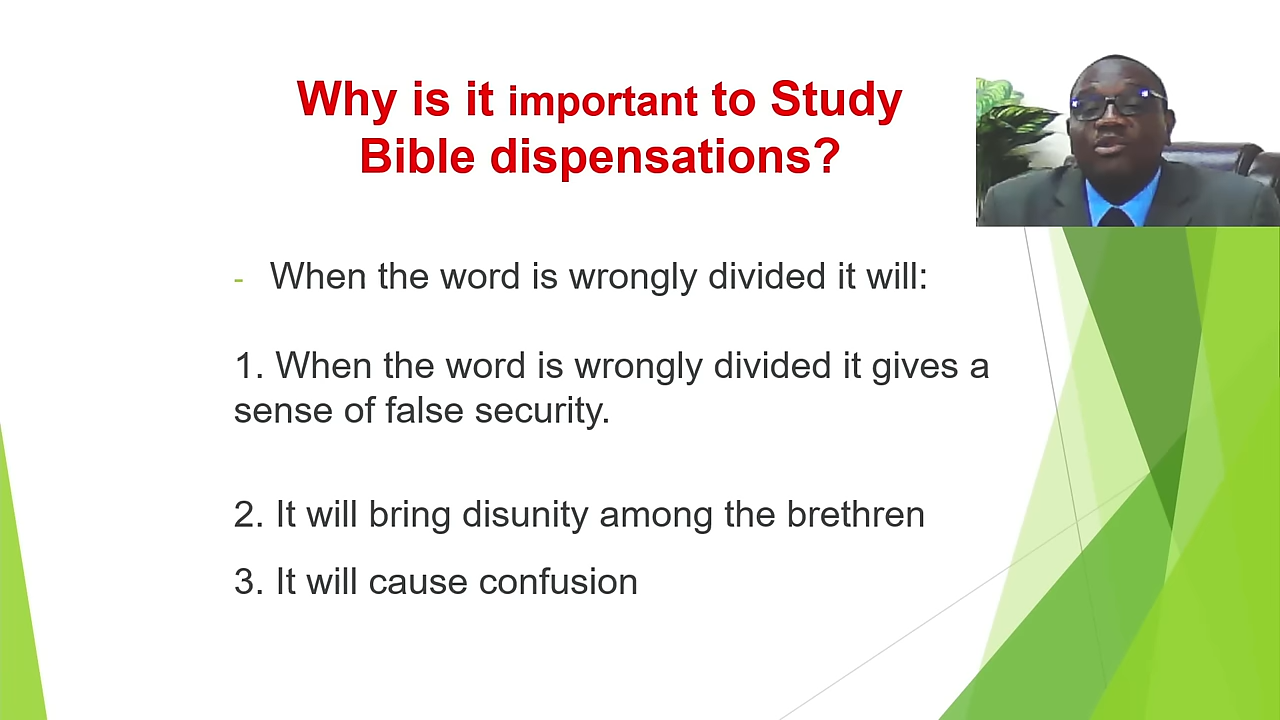 Why is it important to Study
Bible dispensations?
- When the word is wrongly divided it will:
1. When the word is wrongly divided it gives a
sense of false security.
2. It will bring disunity among the brethren
3. It will cause confusion